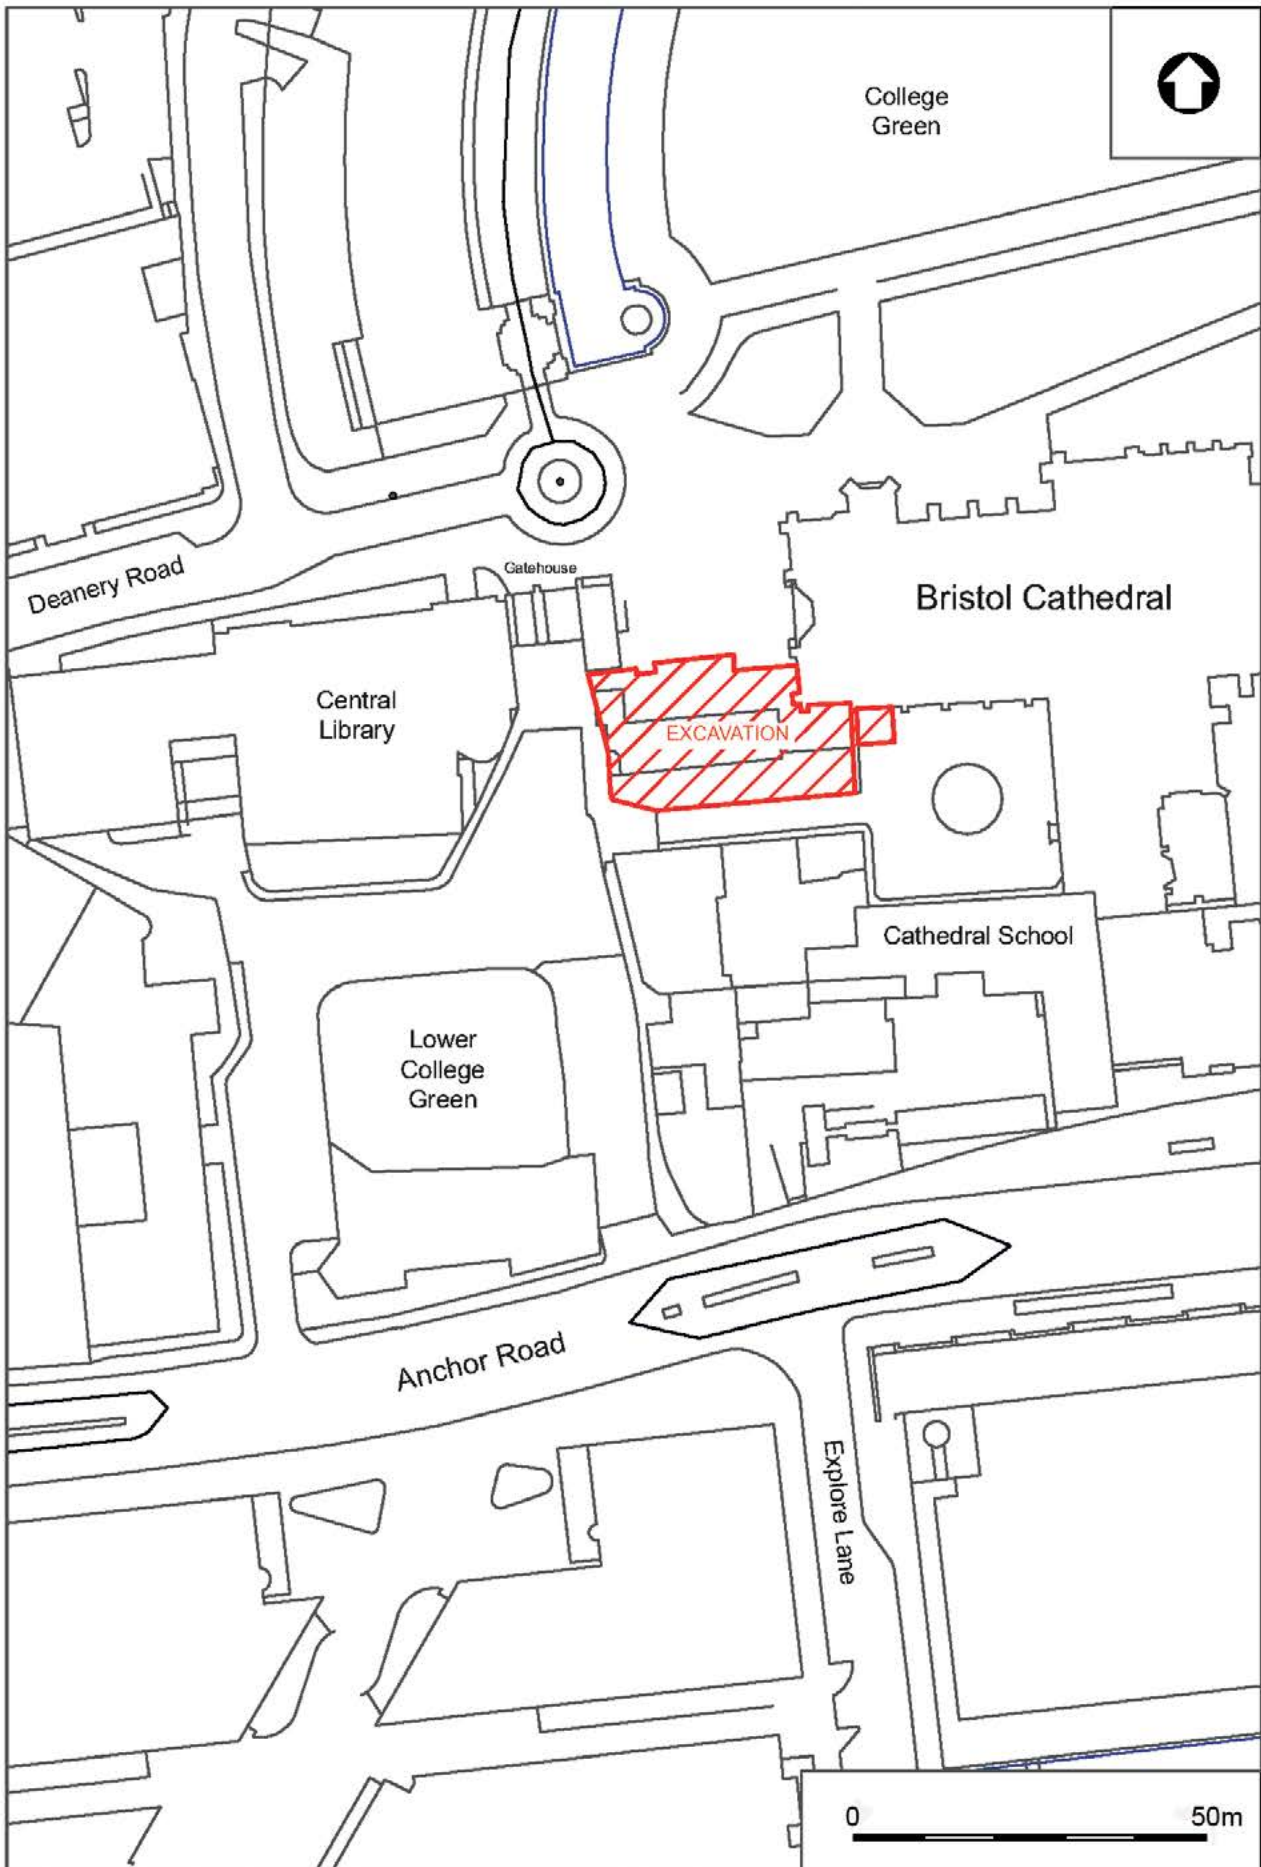 College
Green
Deanery Road
Gatehouse
Bristol Cathedral
Central
Library
EXCAVATION
Cathedral School
Lower
College
Green
Anchor Road
Explore Lane
0 50m